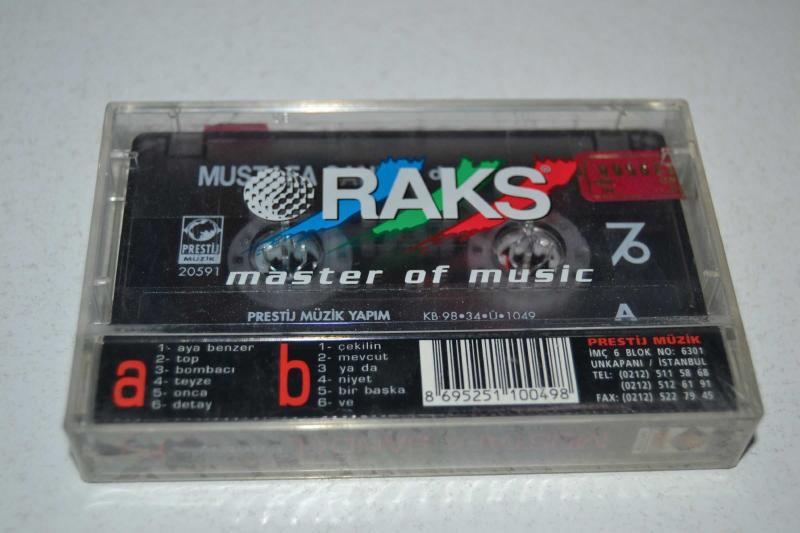 MUSTAFA
RAKS
®
PRESTİJ
MÜZİK
20591
master of music
76
PRESTİJ MÜZİK YAPIM
KB 98•34•Ü•1049
A
a
1- aya benzer
2- top
3- bombacı
4- teyze
5- onca
6- detay
b
1- çekilin
2- mevcut
3 ya da
4- niyet
5- bir başka
6- ve
8 695251 100498
PRESTİJ MÜZİK
İMÇ 6 BLOK NO: 6301
UNKAPANI / İSTANBUL
TEL: (0212) 511 58 68
(0212) 512 61 91
FAX: (0212) 522 79 45